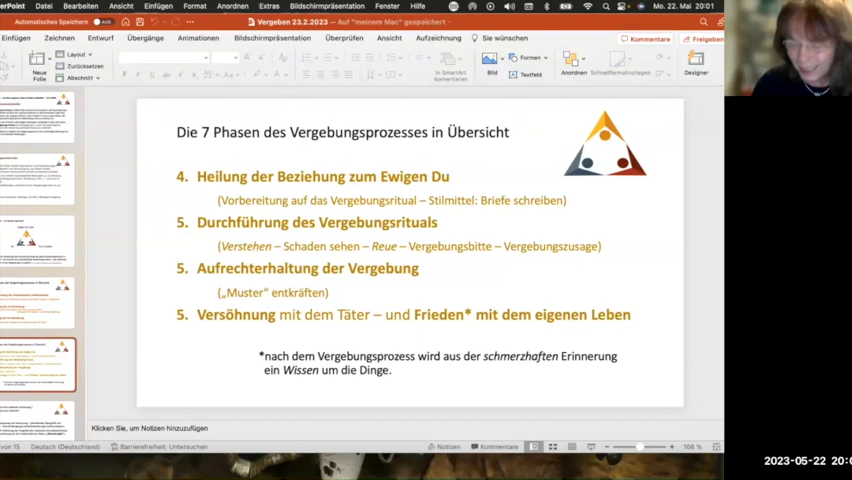 PowerPoint Ablage Bearbeiten Ansicht Einfügen Format Anordnen Extras Bildschirmpräsentation Fenster Hilfe Mo. 22. Mai 20:01
Automatisches Speichern AUS Vergeben 23.2.2023 — Auf "meinem Mac" gespeichert
Einfügen Zeichnen Entwurf Übergänge Animationen Bildschirmpräsentation Überprüfen Ansicht Aufzeichnung Sie wünschen Kommentare Freigeben
Neue Folie
Layout
Zurücksetzen
Abschnitt
In SmartArt konvertieren
Bild
Formen
Textfeld
Anordnen
Schnellformatvorlagen
Designer
Die 7 Phasen des Vergebungsprozesses in Übersicht
4. Heilung der Beziehung zum Ewigen Du
(Vorbereitung auf das Vergebungsritual – Stilmittel: Briefe schreiben)
5. Durchführung des Vergebungsrituals
(Verstehen – Schaden sehen – Reue – Vergebungsbitte – Vergebungszusage)
5. Aufrechterhaltung der Vergebung
(„Muster" entkräften)
5. Versöhnung mit dem Täter – und Frieden* mit dem eigenen Leben
*nach dem Vergebungsprozess wird aus der schmerzhaften Erinnerung
ein Wissen um die Dinge.
Klicken Sie, um Notizen hinzuzufügen
von 15 Deutsch (Deutschland) Barrierefreiheit: Untersuchen Notizen Kommentare 108 %
2023-05-22 20:0